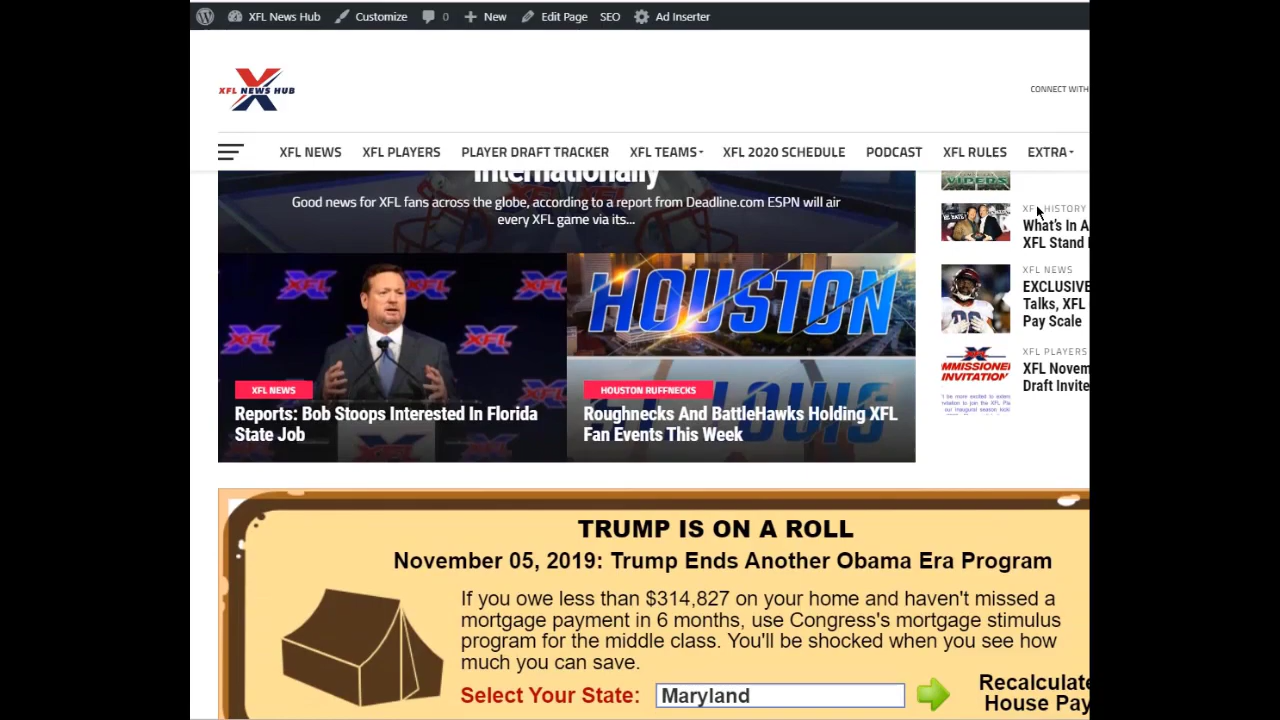 XFL News Hub Customize 0 New Edit Page SEO Ad Inserter
XFL NEWS HUB
CONNECT WITH
XFL NEWS XFL PLAYERS PLAYER DRAFT TRACKER XFL TEAMS XFL 2020 SCHEDULE PODCAST XFL RULES EXTRA
Internationally
Good news for XFL fans across the globe, according to a report from Deadline.com ESPN will air
every XFL game via its...
VIPERS
XFL HISTORY
What's In A
XFL Stand
XFL NEWS
EXCLUSIVE
Talks, XFL
Pay Scale
XFL PLAYERS
XFL Novem
Draft Invite
XFL NEWS
Reports: Bob Stoops Interested In Florida
State Job
HOUSTON
HOUSTON RUFFNECKS
Roughnecks And BattleHawks Holding XFL
Fan Events This Week
TRUMP IS ON A ROLL
November 05, 2019: Trump Ends Another Obama Era Program
If you owe less than $314,827 on your home and haven't missed a
mortgage payment in 6 months, use Congress's mortgage stimulus
program for the middle class. You'll be shocked when you see how
much you can save.
Select Your State: Maryland
Recalculate
House Pay